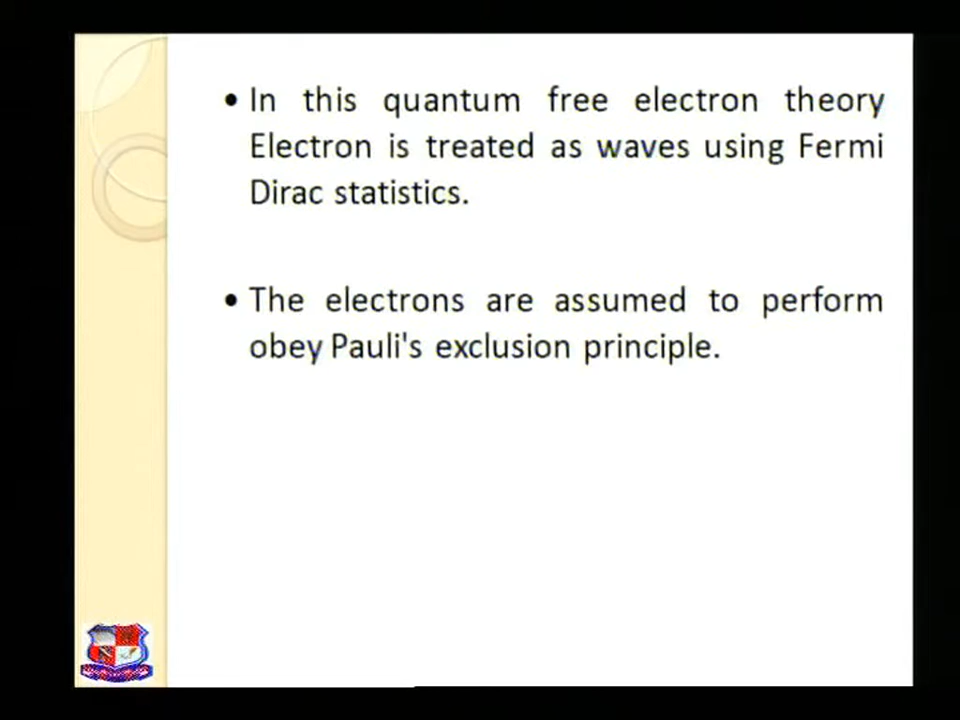 • In this quantum free electron theory
Electron is treated as waves using Fermi
Dirac statistics.
• The electrons are assumed to perform
obey Pauli's exclusion principle.